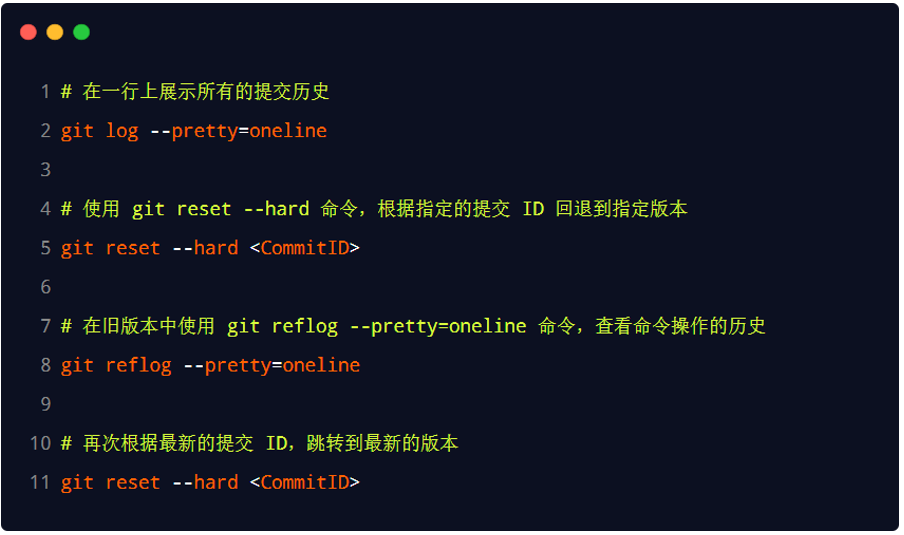 1 # 在一行上展示所有的提交历史
2 git log --pretty=oneline
3
4 # 使用 git reset --hard 命令，根据指定的提交 ID 回退到指定版本
5 git reset --hard <CommitID>
6
7 # 在旧版本中使用 git reflog --pretty=oneline 命令，查看命令操作的历史
8 git reflog --pretty=oneline
9
10 # 再次根据最新的提交 ID，跳转到最新的版本
11 git reset --hard <CommitID>